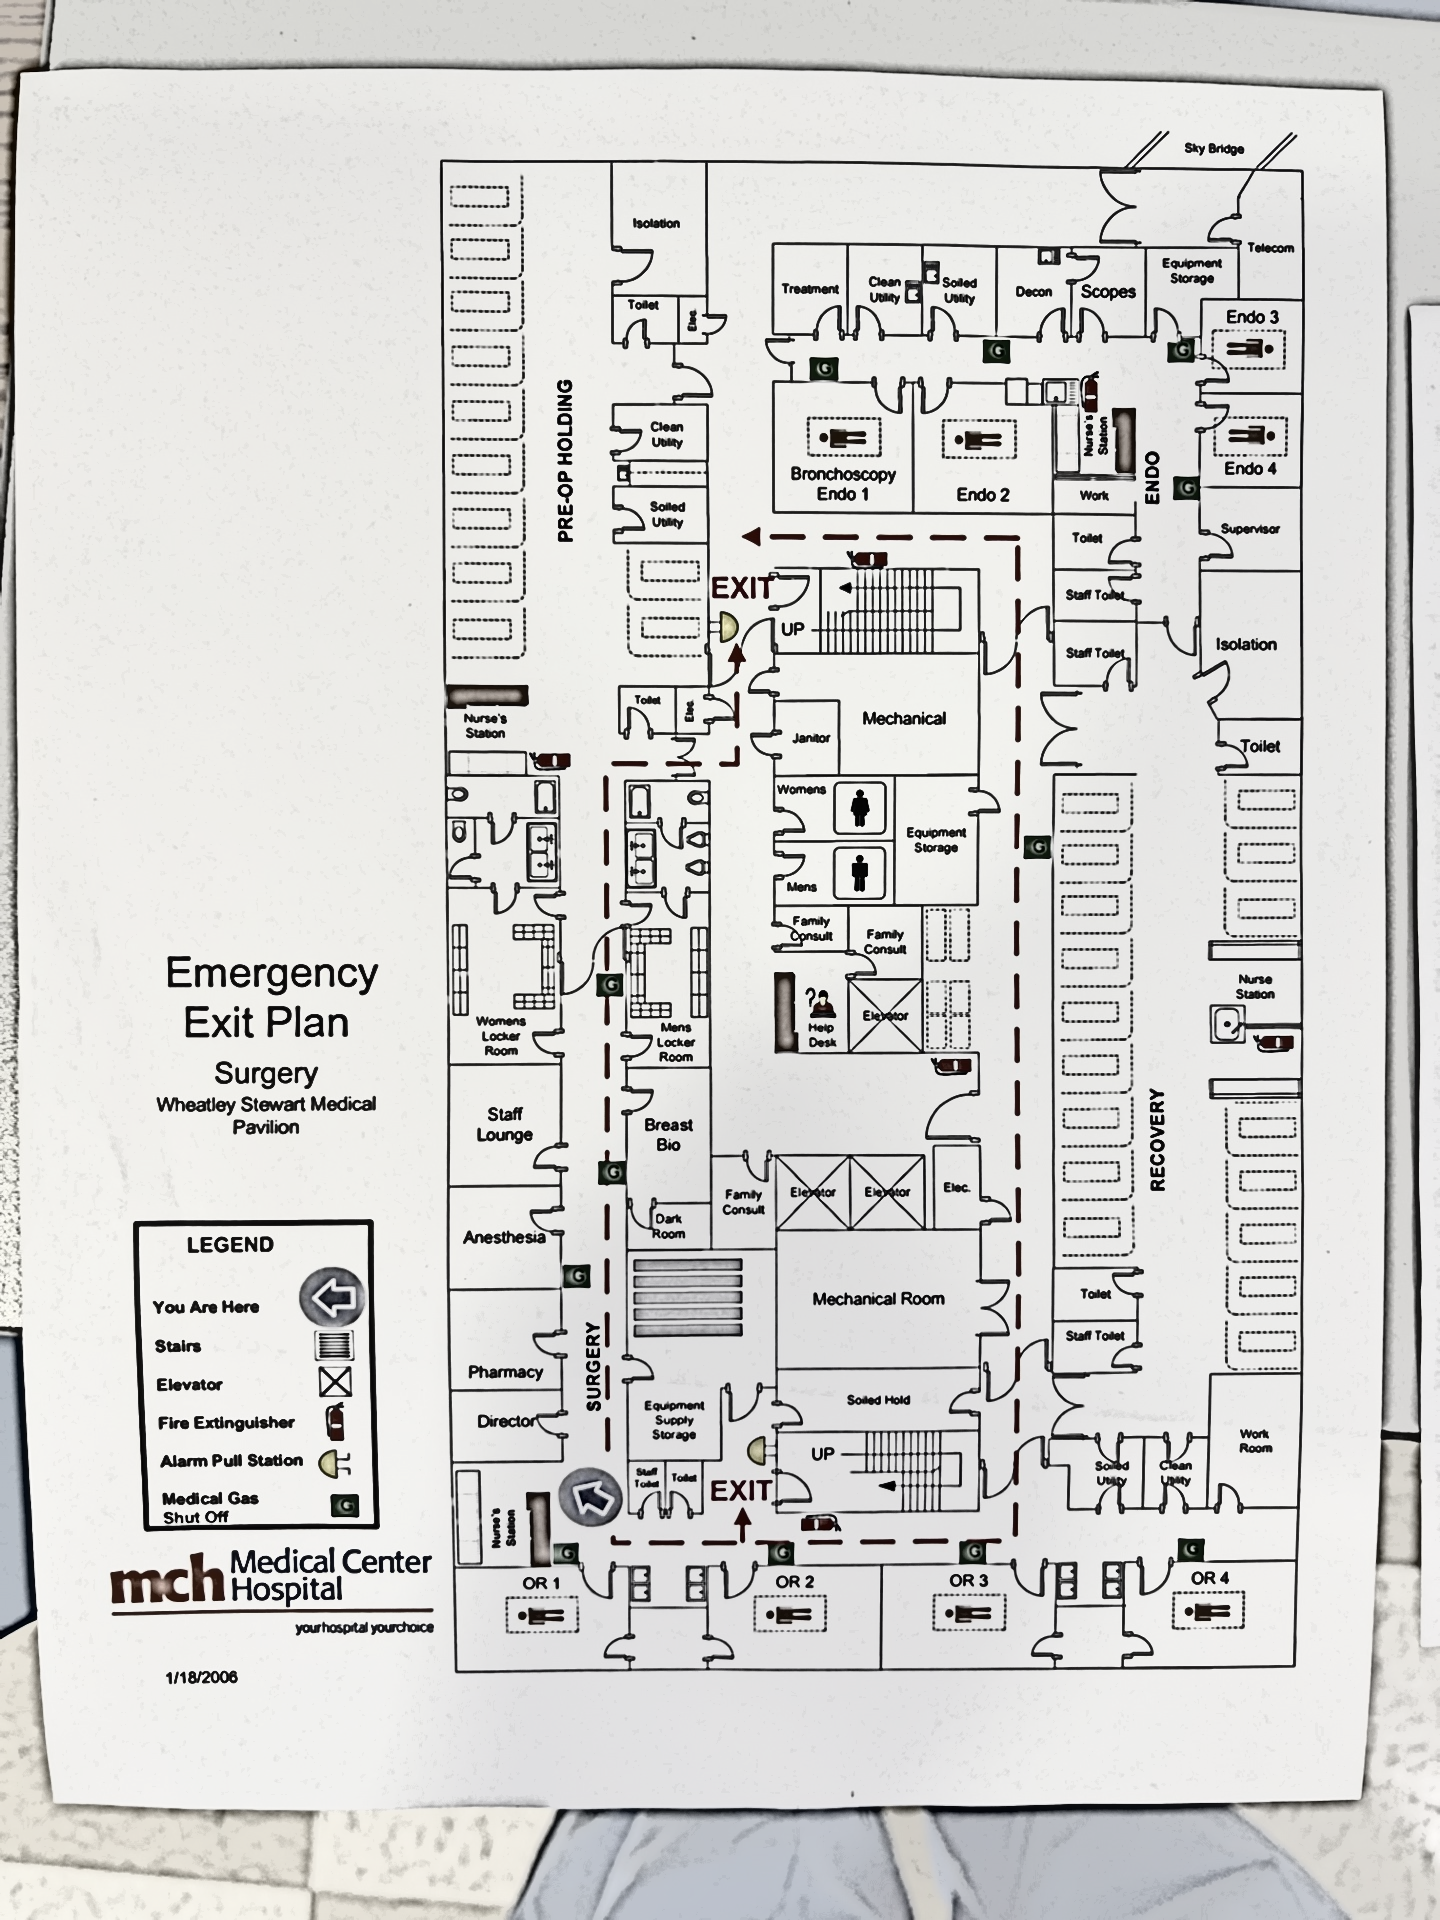 Sky Bridge
Isolation
Telecom
Equipment
Storage
Treatment
Clean
Utility
Soiled
Utility
Decon
Scopes
Toilet
Elec.
Endo 3
G
G
G
PRE-OP HOLDING
Clean
Utility
Nurse's
Station
Bronchoscopy
Endo 1
Endo 2
Endo 4
ENDO
Work
G
Soiled
Utility
Toilet
Supervisor
EXIT
UP
Staff Toilet
Staff Toilet
Isolation
Toilet
Elec.
Mechanical
Janitor
Nurse's
Station
Toilet
Womens
Equipment
Storage
G
Mens
Family
Consult
Family
Consult
Emergency
Exit Plan
Surgery
Wheatley Stewart Medical
Pavilion
G
Womens
Locker
Room
Mens
Locker
Room
?
Help
Desk
Elevator
Nurse
Station
Staff
Lounge
Breast
Bio
RECOVERY
G
Family
Consult
Elevator
Elevator
Elec.
Dark
Room
Anesthesia
G
Mechanical Room
Toilet
Staff Toilet
Pharmacy
SURGERY
Director
Equipment
Supply
Storage
Soiled Hold
Work
Room
UP
Soiled
Utility
Clean
Utility
Staff
Toilet
Toilet
EXIT
Nurse's
Station
G
G
G
G
OR 1
OR 2
OR 3
OR 4
LEGEND
You Are Here
Stairs
Elevator
Fire Extinguisher
Alarm Pull Station
Medical Gas
Shut Off
G
mch Medical Center
Hospital
yourhospital yourchoice
1/18/2006